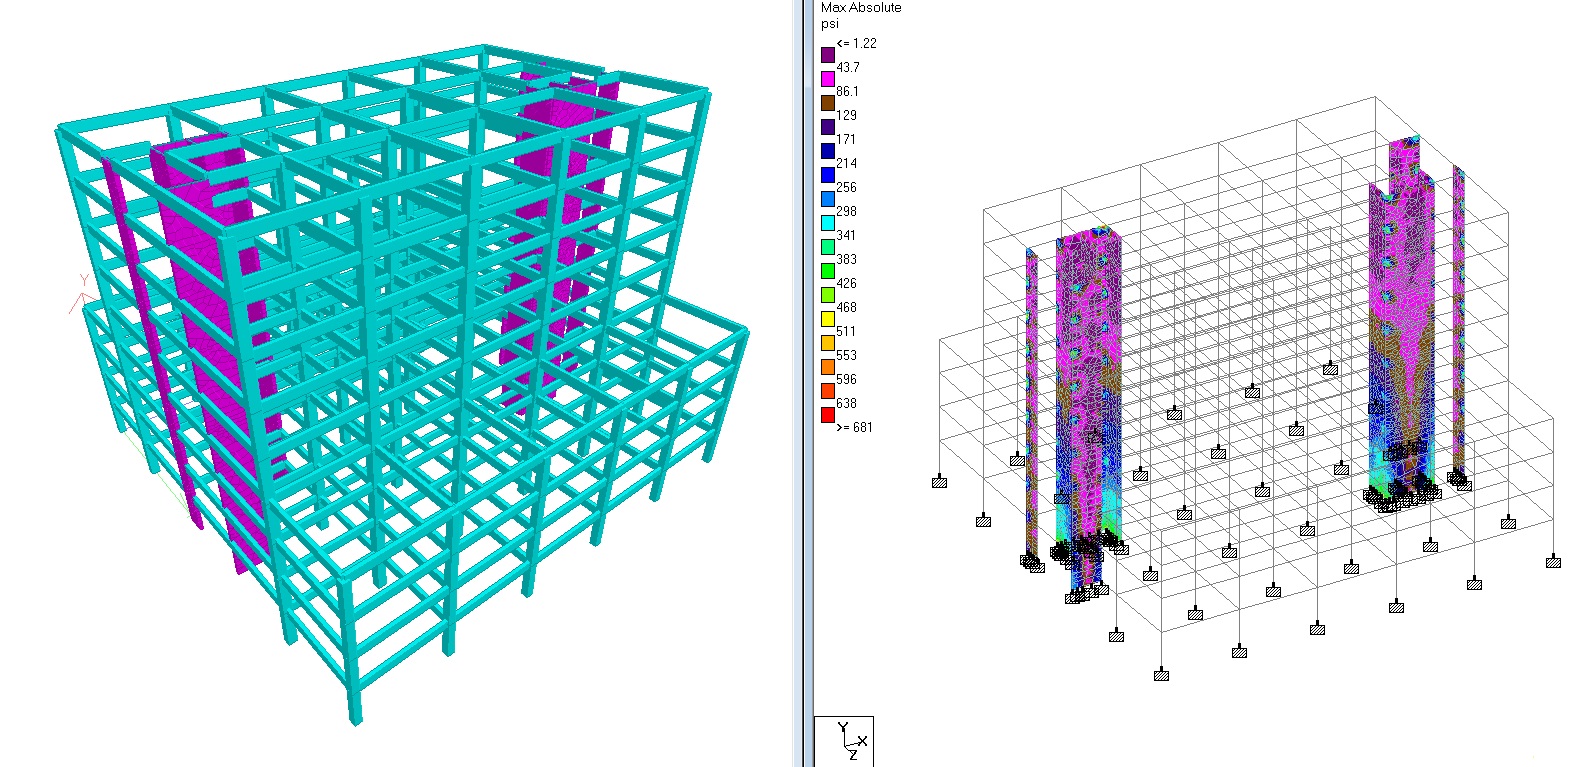 Max Absolute
psi
<= 1.22
43.7
86.1
129
171
214
256
298
341
383
426
468
511
553
596
638
>= 681
Y
Y
X
Z